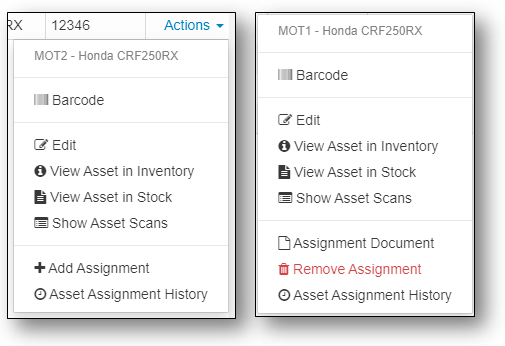 RX 12346 Actions
MOT2 - Honda CRF250RX
Barcode
Edit
View Asset in Inventory
View Asset in Stock
Show Asset Scans
Add Assignment
Asset Assignment History
MOT1 - Honda CRF250RX
Barcode
Edit
View Asset in Inventory
View Asset in Stock
Show Asset Scans
Assignment Document
Remove Assignment
Asset Assignment History